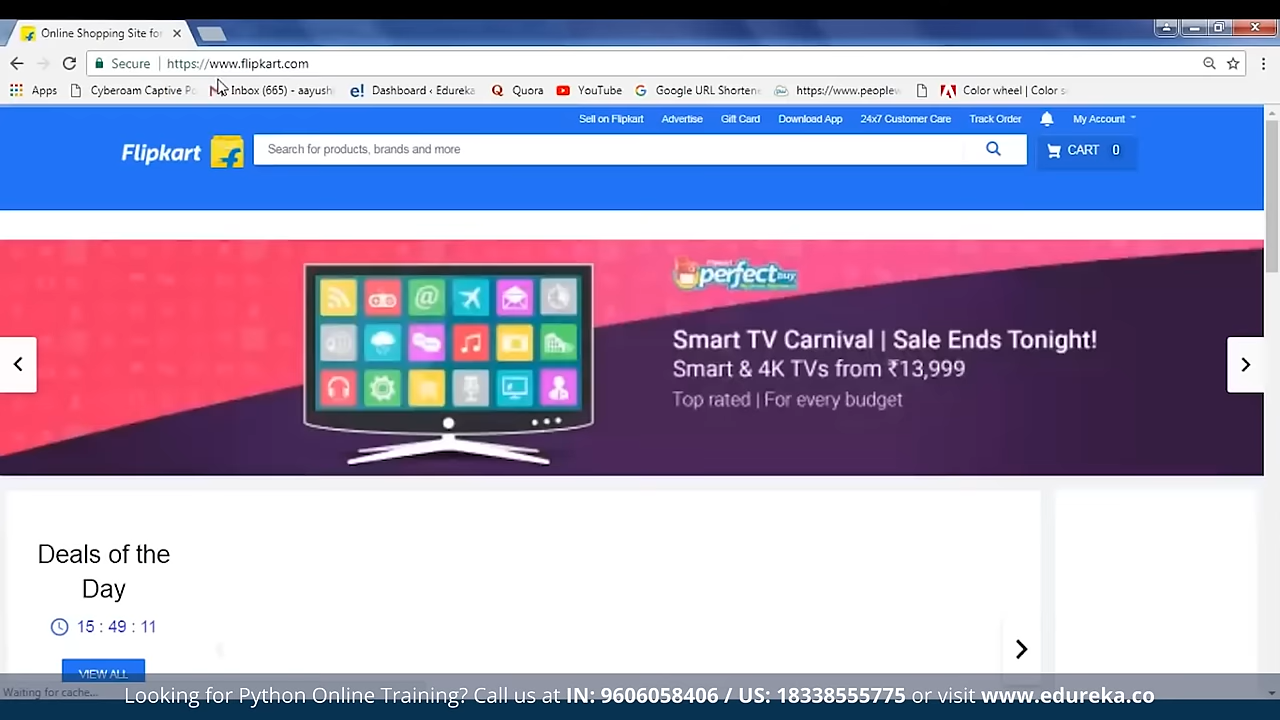 Online Shopping Site for
Secure https://www.flipkart.com
Apps Cyberoam Captive Po Inbox (665) - aayush e! Dashboard ‹ Edureka Quora YouTube Google URL Shortene https://www.peoplew Color wheel | Color s
Sell on Flipkart Advertise Gift Card Download App 24x7 Customer Care Track Order My Account
Flipkart Search for products, brands and more CART 0
perfect buy
Smart TV Carnival | Sale Ends Tonight!
Smart & 4K TVs from ₹13,999
Top rated | For every budget
Deals of the
Day
15 : 49 : 11
VIEW ALL
Waiting for cache...
Looking for Python Online Training? Call us at IN: 9606058406 / US: 18338555775 or visit www.edureka.co